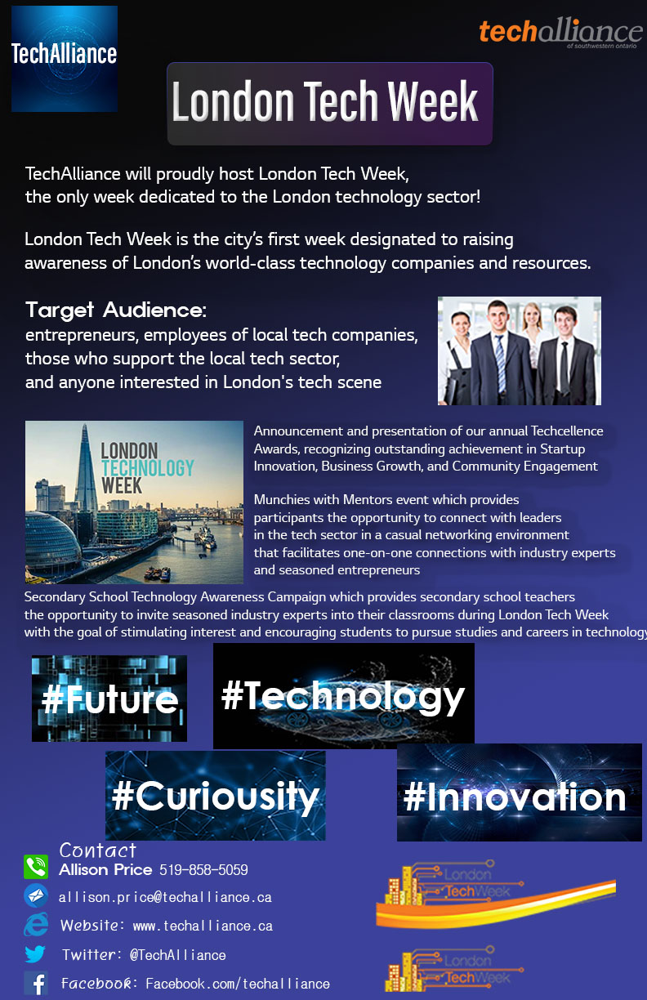 TechAlliance
techalliance
of southwestern ontario
London Tech Week
TechAlliance will proudly host London Tech Week,
the only week dedicated to the London technology sector!
London Tech Week is the city's first week designated to raising
awareness of London's world-class technology companies and resources.
Target Audience:
entrepreneurs, employees of local tech companies,
those who support the local tech sector,
and anyone interested in London's tech scene
LONDON
TECHNOLOGY
WEEK
Announcement and presentation of our annual Techcellence
Awards, recognizing outstanding achievement in Startup
Innovation, Business Growth, and Community Engagement
Munchies with Mentors event which provides
participants the opportunity to connect with leaders
in the tech sector in a casual networking environment
that facilitates one-on-one connections with industry experts
and seasoned entrepreneurs
Secondary School Technology Awareness Campaign which provides secondary school teachers
the opportunity to invite seasoned industry experts into their classrooms during London Tech Week
with the goal of stimulating interest and encouraging students to pursue studies and careers in technology
#Future
#Technology
#Curiousity
#Innovation
Contact
Allison Price 519-858-5059
allison.price@techalliance.ca
Website: www.techalliance.ca
Twitter: @TechAlliance
Facebook: Facebook.com/techalliance
London
TechWeek
London
TechWeek